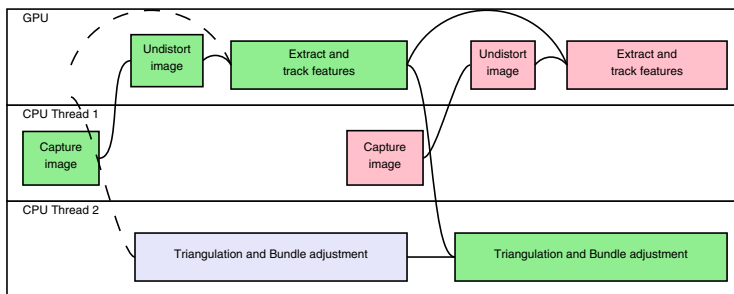 GPU
Undistort
image
Extract and
track features
Undistort
image
Extract and
track features
CPU Thread 1
Capture
image
Capture
image
CPU Thread 2
Triangulation and Bundle adjustment
Triangulation and Bundle adjustment